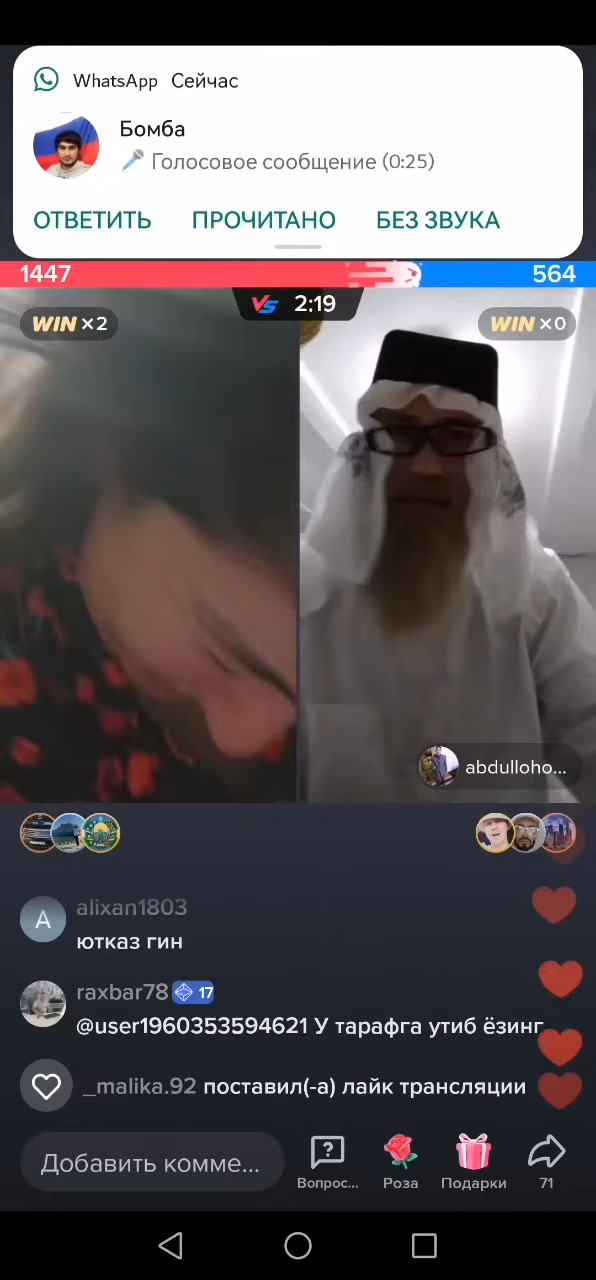 WhatsApp Сейчас
Бомба
Голосовое сообщение (0:25)
ОТВЕТИТЬ ПРОЧИТАНО БЕЗ ЗВУКА
1447 564
VS 2:19
WIN ×2 WIN ×0
abdulloho...
A alixan1803
ютказ гин
raxbar78 17
@user1960353594621 У тарафга утиб ёзинг
_malika.92 поставил(-а) лайк трансляции
Добавить комме...
Вопрос... Роза Подарки 71